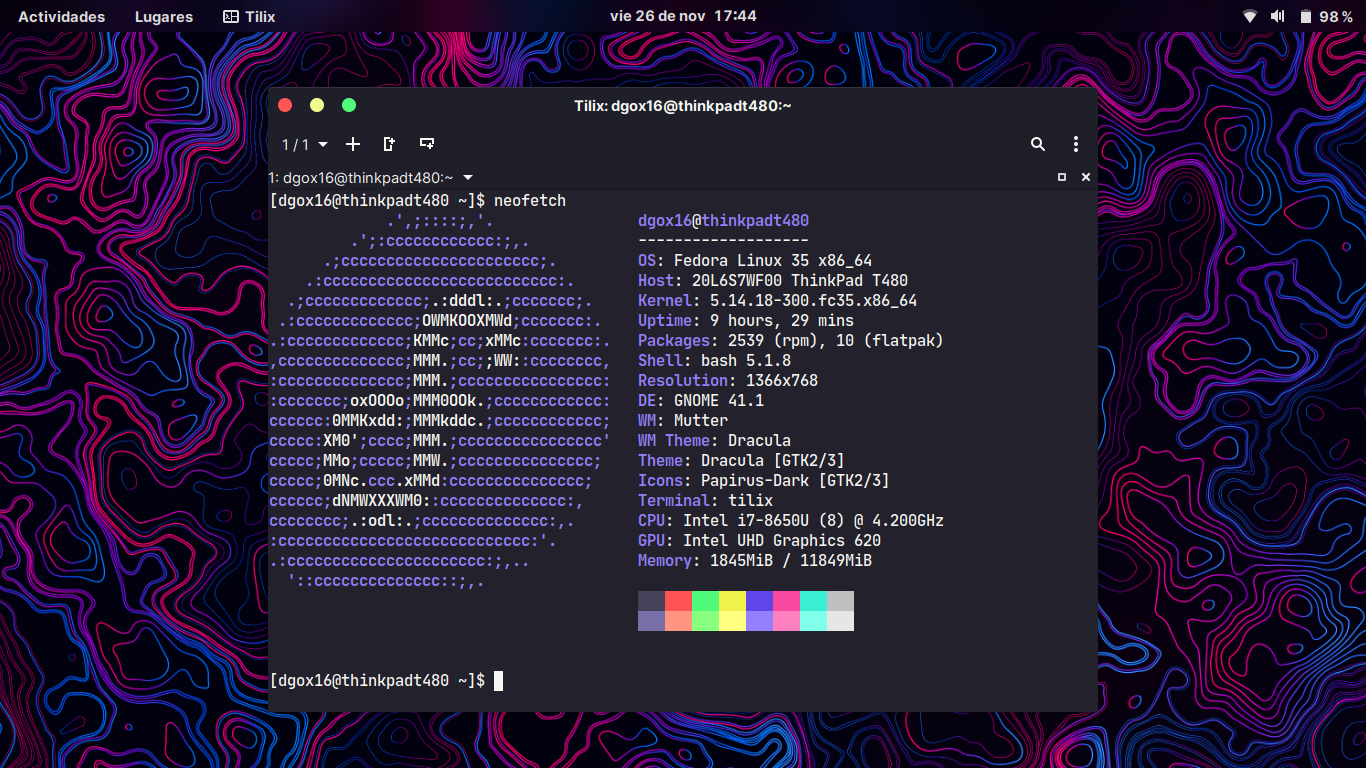 Actividades Lugares Tilix vie 26 de nov 17:44 98 %
Tilix: dgox16@thinkpadt480:~
1 / 1
1: dgox16@thinkpadt480:~
[dgox16@thinkpadt480 ~]$ neofetch
.',;::::;,'. dgox16@thinkpadt480
.';:cccccccccccc:;,. -------------------
.;cccccccccccccccccccccc;. OS: Fedora Linux 35 x86_64
.:cccccccccccccccccccccccccc:. Host: 20L6S7WF00 ThinkPad T480
.;ccccccccccccc;.:dddl:.;ccccccc;. Kernel: 5.14.18-300.fc35.x86_64
.:ccccccccccccc;OWMKOOXMWd;ccccccc:. Uptime: 9 hours, 29 mins
.:ccccccccccccc;KMMc;cc;xMMc:ccccccc:. Packages: 2539 (rpm), 10 (flatpak)
,cccccccccccccc;MMM.;cc;;WW::cccccccc, Shell: bash 5.1.8
:cccccccccccccc;MMM.;cccccccccccccccc: Resolution: 1366x768
:ccccccc;oxOOOo;MMM0OOk.;cccccccccccc: DE: GNOME 41.1
cccccc:0MMKxdd:;MMMkddc.;cccccccccccc; WM: Mutter
ccccc:XM0';cccc;MMM.;cccccccccccccccc' WM Theme: Dracula
ccccc;MMo;ccccc;MMW.;ccccccccccccccc; Theme: Dracula [GTK2/3]
ccccc;0MNc.ccc.xMMd:ccccccccccccccc; Icons: Papirus-Dark [GTK2/3]
cccccc;dNMWXXXWM0::cccccccccccccc:, Terminal: tilix
cccccccc;.:odl:.;cccccccccccccc:,. CPU: Intel i7-8650U (8) @ 4.200GHz
:cccccccccccccccccccccccccccc:'. GPU: Intel UHD Graphics 620
.:cccccccccccccccccccccc:;,.. Memory: 1845MiB / 11849MiB
'::cccccccccccccc::;,.
[dgox16@thinkpadt480 ~]$